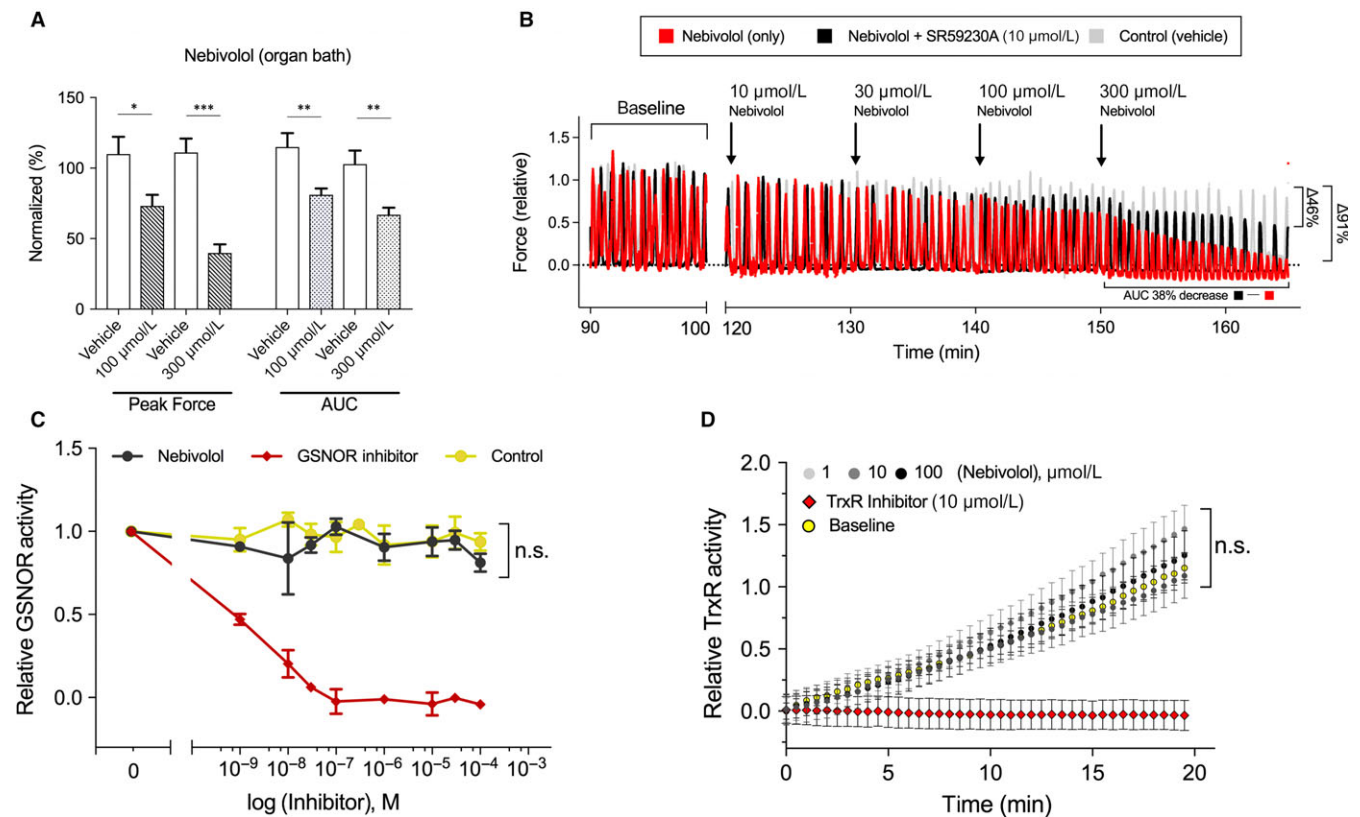 A
Nebivolol (organ bath)
Normalized (%)
150
100
50
0
* *** ** **
Vehicle
100 μmol/L
Vehicle
300 μmol/L
Vehicle
100 μmol/L
Vehicle
300 μmol/L
Peak Force AUC
B
Nebivolol (only) Nebivolol + SR59230A (10 μmol/L) Control (vehicle)
Baseline
10 μmol/L
Nebivolol
30 μmol/L
Nebivolol
100 μmol/L
Nebivolol
300 μmol/L
Nebivolol
Force (relative)
1.5
1.0
0.5
0.0
Δ46%
Δ91%
AUC 38% decrease —
90 100 120 130 140 150 160
Time (min)
C
Nebivolol GSNOR inhibitor Control
Relative GSNOR activity
1.5
1.0
0.5
0.0
n.s.
0 10⁻⁹ 10⁻⁸ 10⁻⁷ 10⁻⁶ 10⁻⁵ 10⁻⁴ 10⁻³
log (Inhibitor), M
D
1 10 100 (Nebivolol), μmol/L
TrxR Inhibitor (10 μmol/L)
Baseline
Relative TrxR activity
2.0
1.5
1.0
0.5
0.0
n.s.
0 5 10 15 20
Time (min)